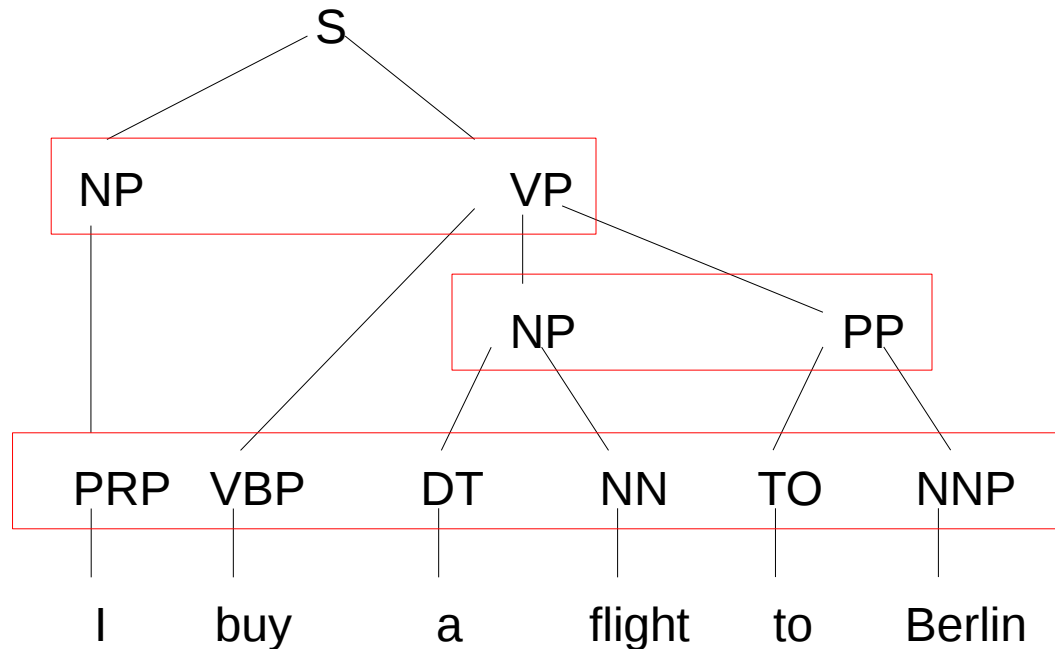 S
NP VP
NP PP
PRP VBP DT NN TO NNP
I buy a flight to Berlin